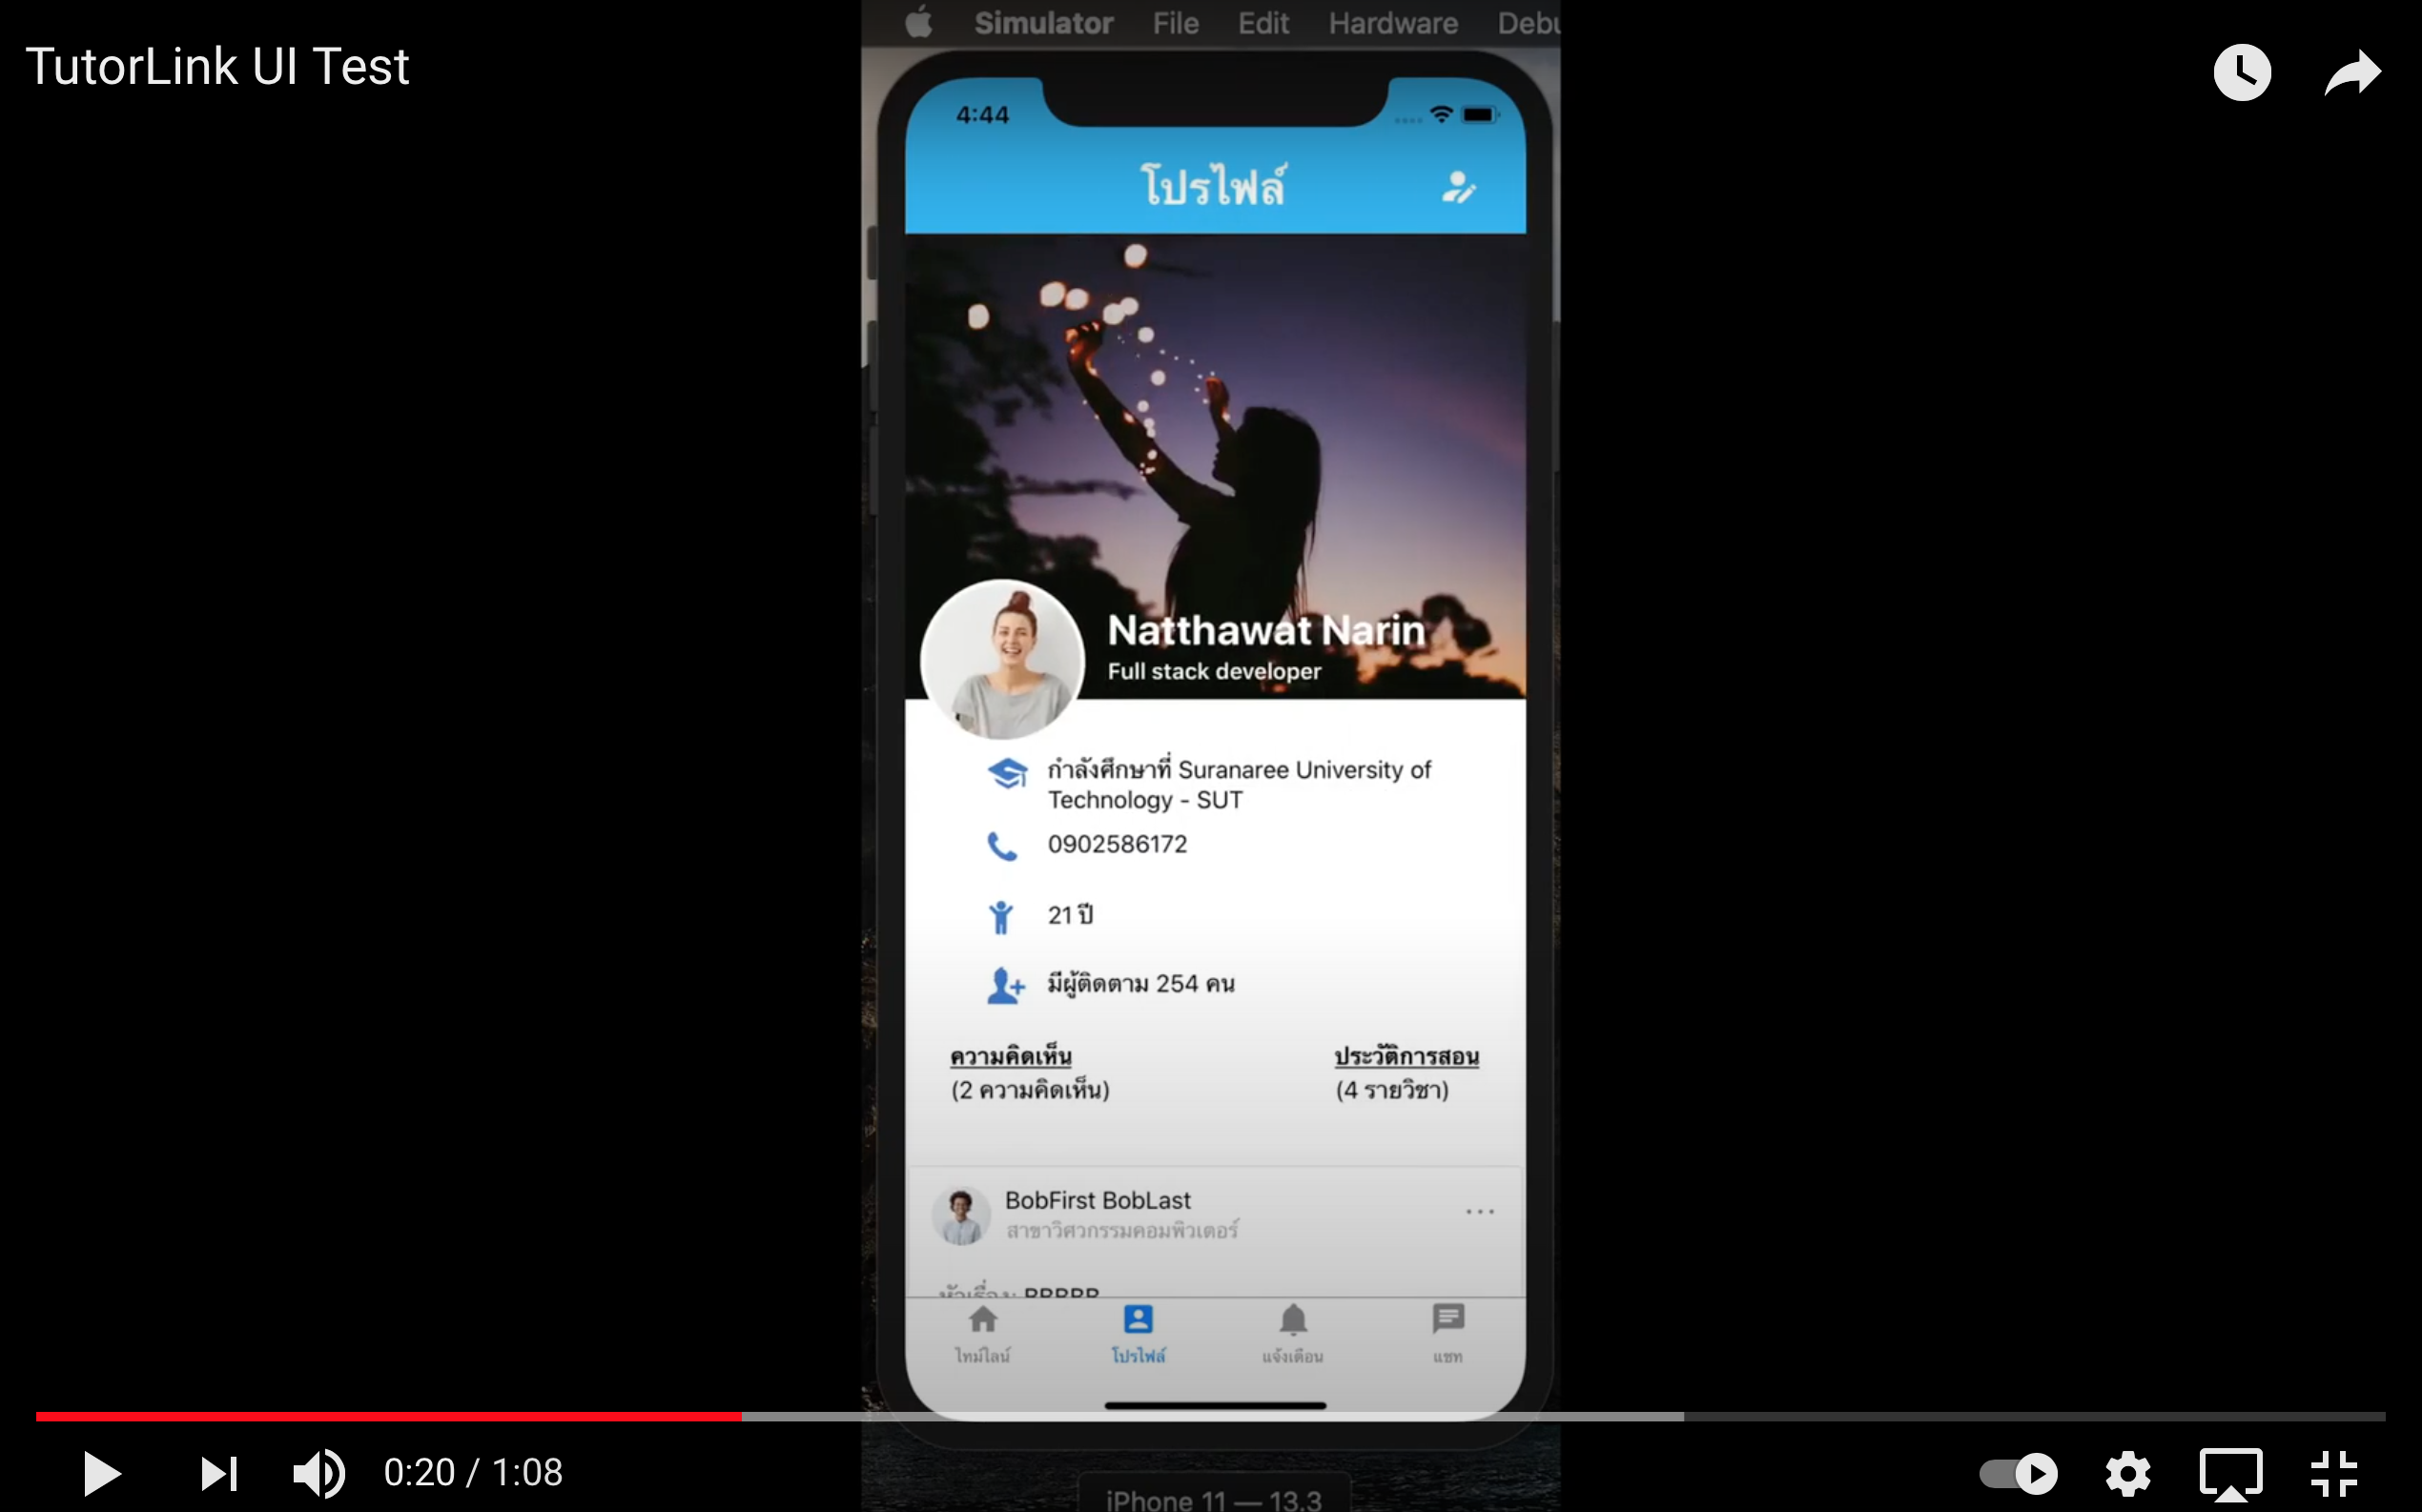 Simulator File Edit Hardware Debu
TutorLink UI Test
4:44
โปรไฟล์
Natthawat Narin
Full stack developer
กำลังศึกษาที่ Suranaree University of
Technology - SUT
0902586172
21 ปี
มีผู้ติดตาม 254 คน
ความคิดเห็น ประวัติการสอน
(2 ความคิดเห็น) (4 รายวิชา)
BobFirst BobLast
สาขาวิศวกรรมคอมพิวเตอร์
หัวเรื่อง: BBBBB
ไทม์ไลน์ โปรไฟล์ แจ้งเตือน แชท
0:20 / 1:08
iPhone 11 — 13.3